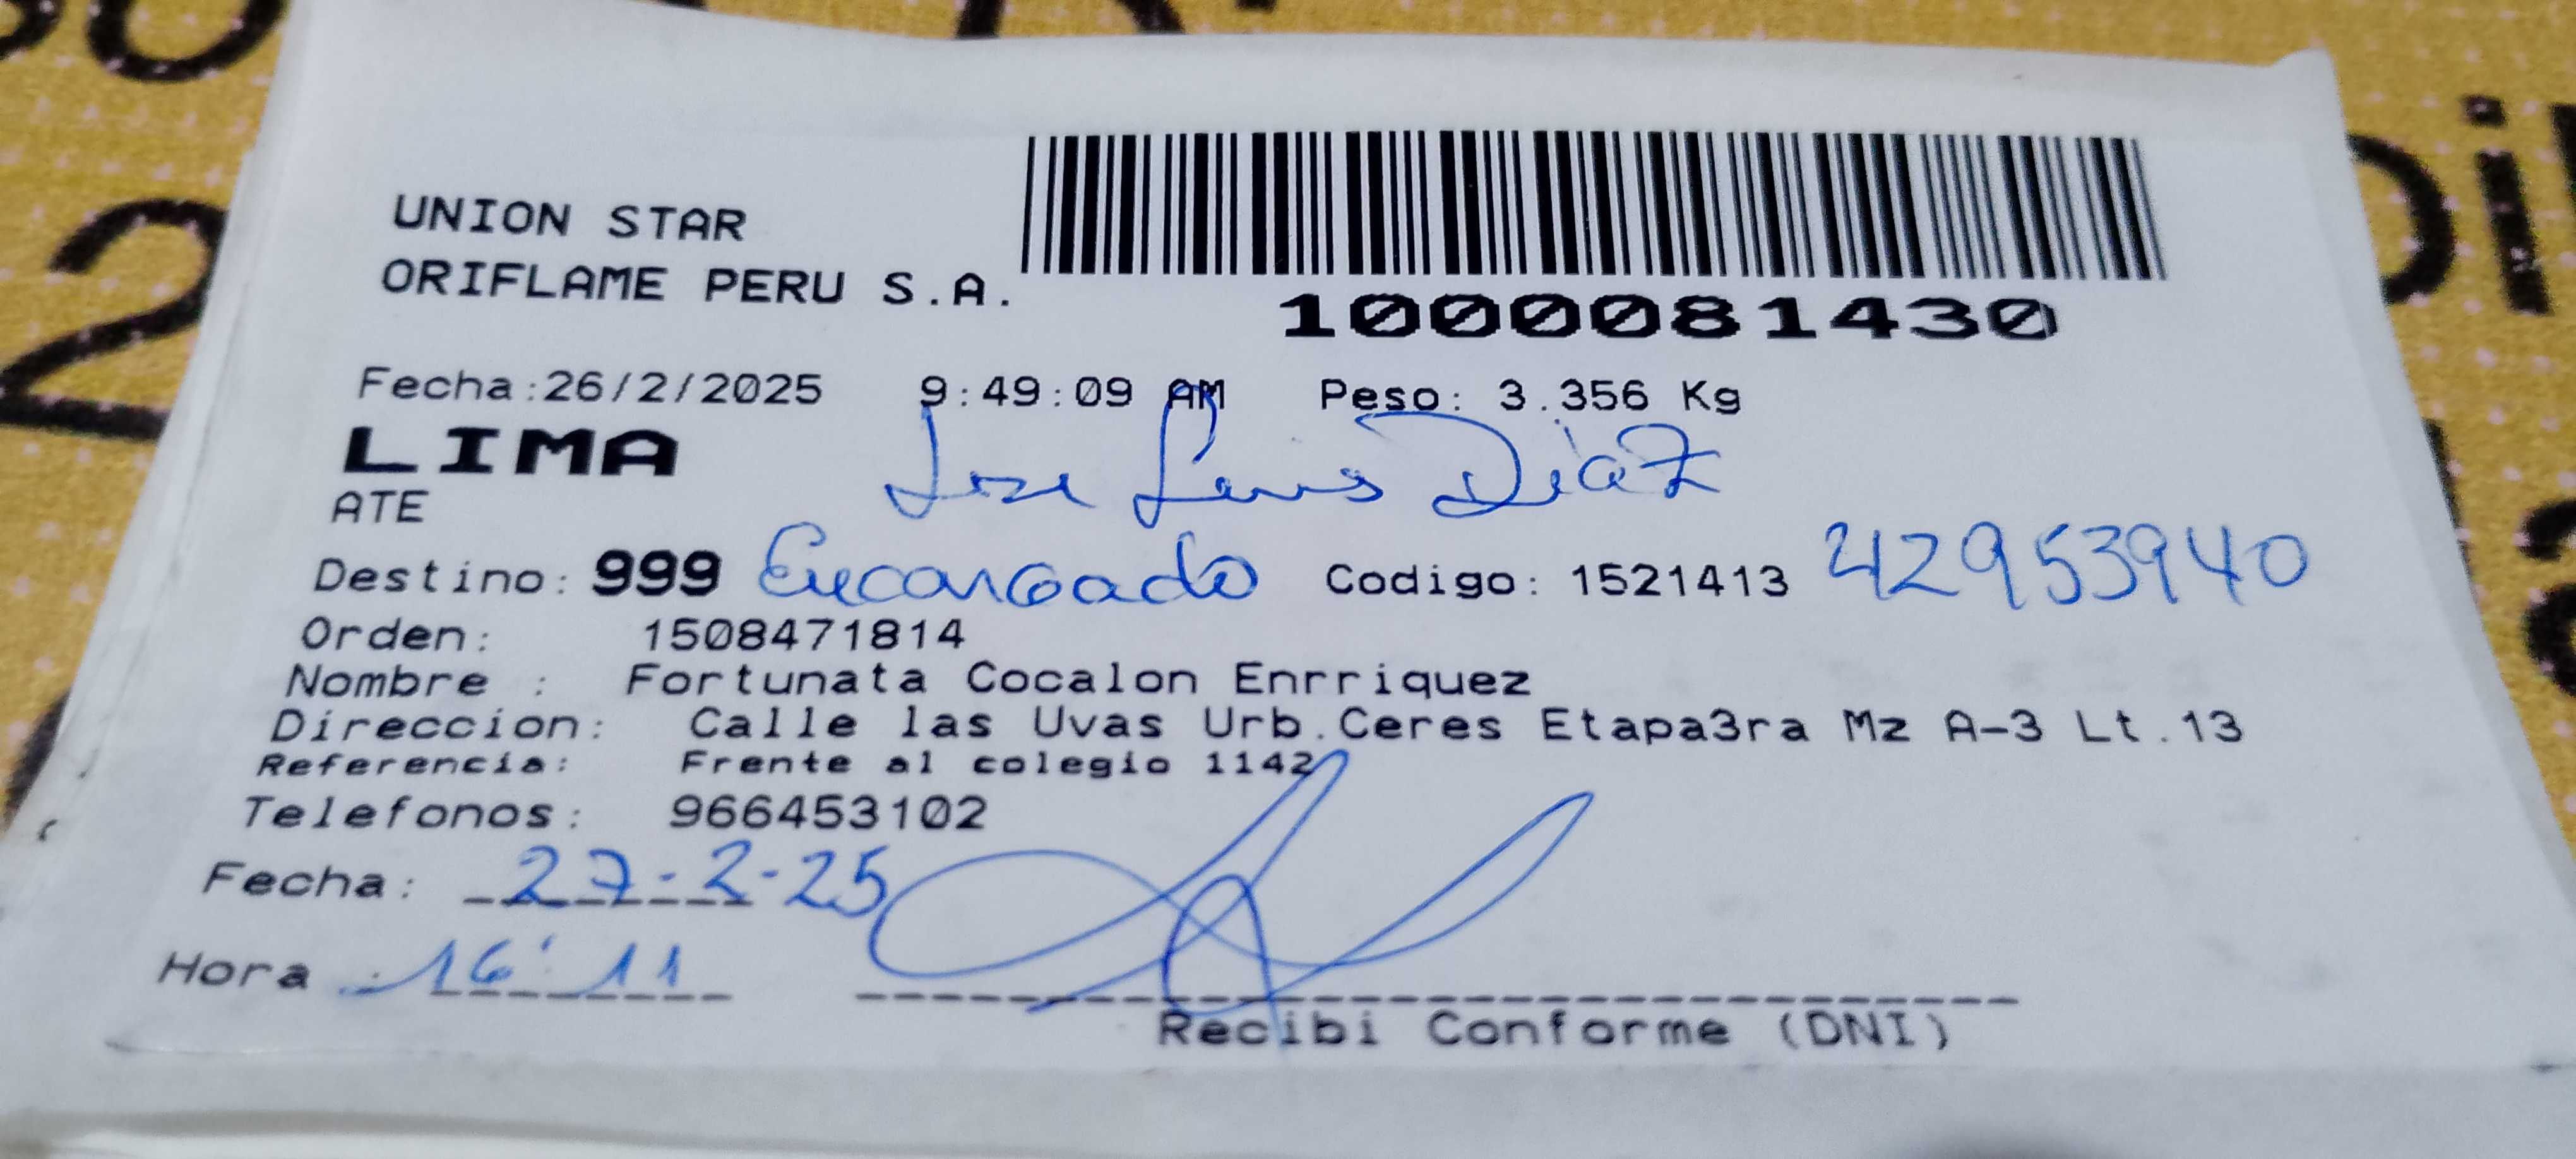 UNION STAR
ORIFLAME PERU S.A.
1000081430
Fecha:26/2/2025 9:49:09 AM Peso: 3.356 Kg
LIMA Jose Luis Diaz
ATE
Destino: 999 Encargado Codigo: 1521413 42953940
Orden: 1508471814
Nombre : Fortunata Cocalon Enrriquez
Direccion: Calle las Uvas Urb.Ceres Etapa3ra Mz A-3 Lt.13
Referencia: Frente al colegio 1142
Telefonos: 966453102
Fecha: 27-2-25
Hora : 16:11
Recibi Conforme (DNI)